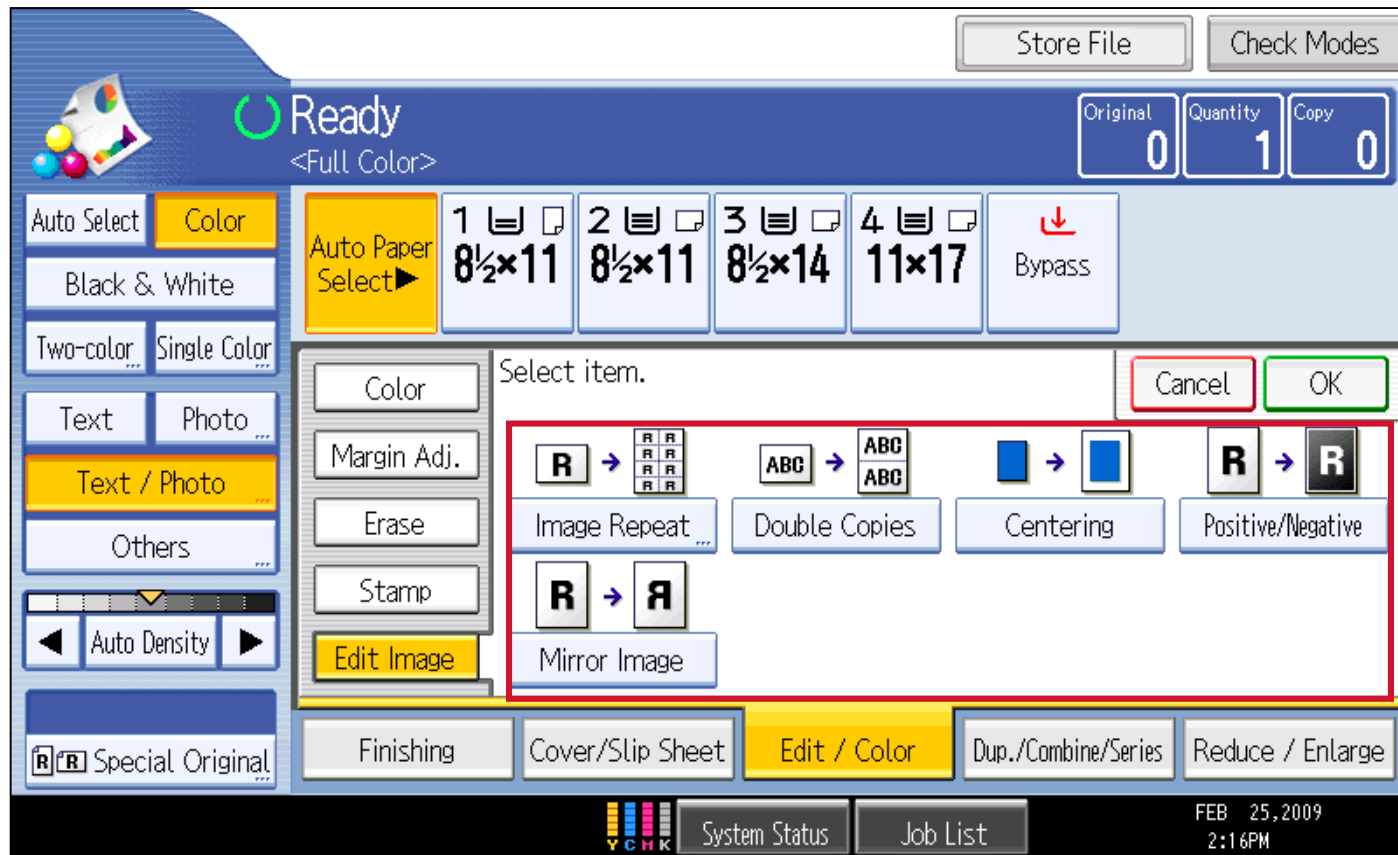 Store File
Check Modes
Ready
<Full Color>
Original
0
Quantity
1
Copy
0
Auto Select
Color
Black & White
Two-color
Single Color
Text
Photo
Text / Photo
Others
Auto Density
R R Special Original
Auto Paper
Select▶
1
8½×11
2
8½×11
3
8½×14
4
11×17
Bypass
Color
Margin Adj.
Erase
Stamp
Edit Image
Select item.
Cancel
OK
R → R R
R R
R R
R R
Image Repeat
ABC → ABC
ABC
Double Copies
Centering
R → R
Positive/Negative
R → Я
Mirror Image
Finishing
Cover/Slip Sheet
Edit / Color
Dup./Combine/Series
Reduce / Enlarge
Y C M K
System Status
Job List
FEB 25,2009
2:16PM